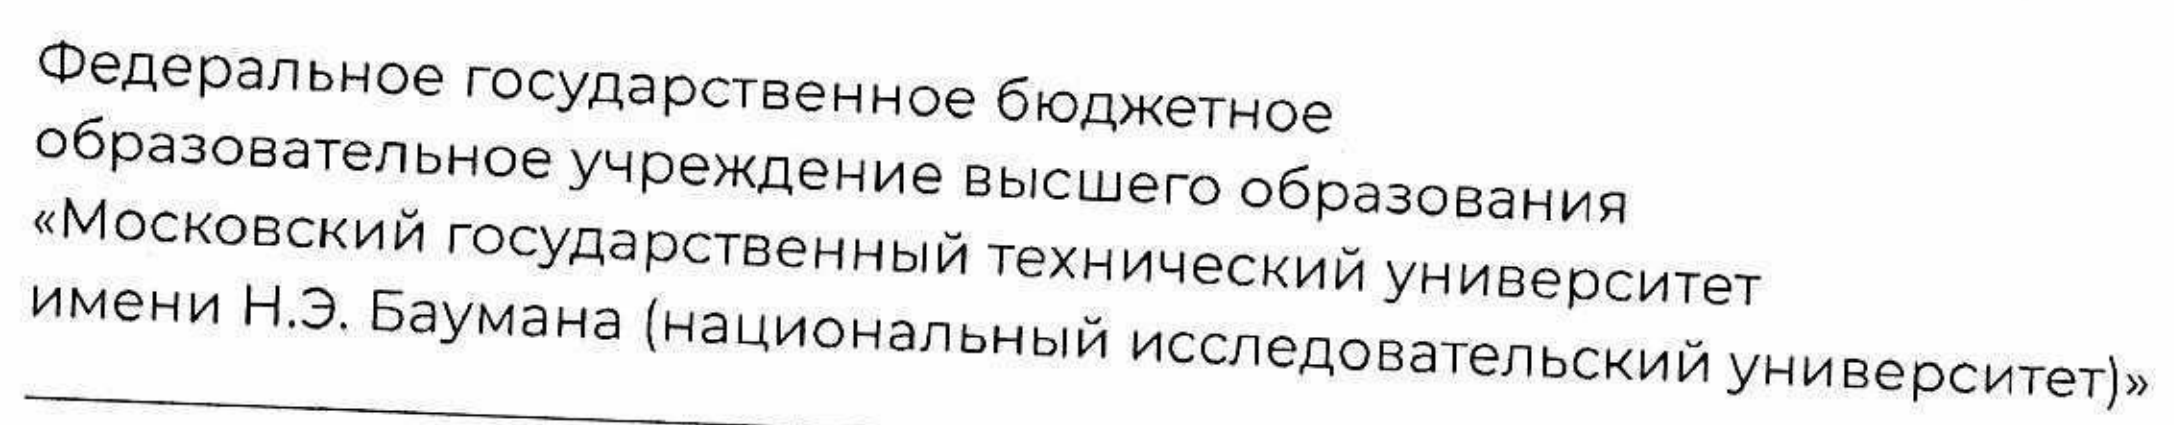 Федеральное государственное бюджетное
образовательное учреждение высшего образования
«Московский государственный технический университет
имени Н.Э. Баумана (национальный исследовательский университет)»